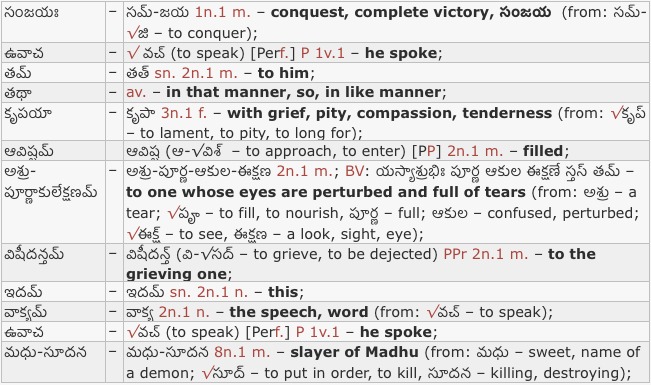 సంజయః – సమ్-జయ 1n.1 m. – conquest, complete victory, సంజయ (from: సమ్-
√జి – to conquer);
ఉవాచ – √ వచ్ (to speak) [Perf.] P 1v.1 – he spoke;
తమ్ – తత్ sn. 2n.1 m. – to him;
తథా – av. – in that manner, so, in like manner;
కృపయా – కృపా 3n.1 f. – with grief, pity, compassion, tenderness (from: √కృప్
– to lament, to pity, to long for);
ఆవిష్టమ్ – ఆవిష్ట (ఆ-√విశ్ – to approach, to enter) [PP] 2n.1 m. – filled;
అశ్రు- – అశ్రు-పూర్ణ-ఆకుల-ఈక్షణ 2n.1 m.; BV: యస్యాశ్రుభిః పూర్ణ ఆకుల ఈక్షణే స్తస్ తమ్ –
పూర్ణాకులేక్షణమ్ to one whose eyes are perturbed and full of tears (from: అశ్రు – a
tear; √పౄ – to fill, to nourish, పూర్ణ – full; ఆకుల – confused, perturbed;
√ఈక్ష్ – to see, ఈక్షణ – a look, sight, eye);
విషీదన్తమ్ – విషీదన్త్ (వి-√సద్ – to grieve, to be dejected) PPr 2n.1 m. – to the
grieving one;
ఇదమ్ – ఇదమ్ sn. 2n.1 n. – this;
వాక్యమ్ – వాక్య 2n.1 n. – the speech, word (from: √వచ్ – to speak);
ఉవాచ – √వచ్ (to speak) [Perf.] P 1v.1 – he spoke;
మధు-సూదన – మధు-సూదన 8n.1 m. – slayer of Madhu (from: మధు – sweet, name of
a demon; √సూద్ – to put in order, to kill, సూదన – killing, destroying);